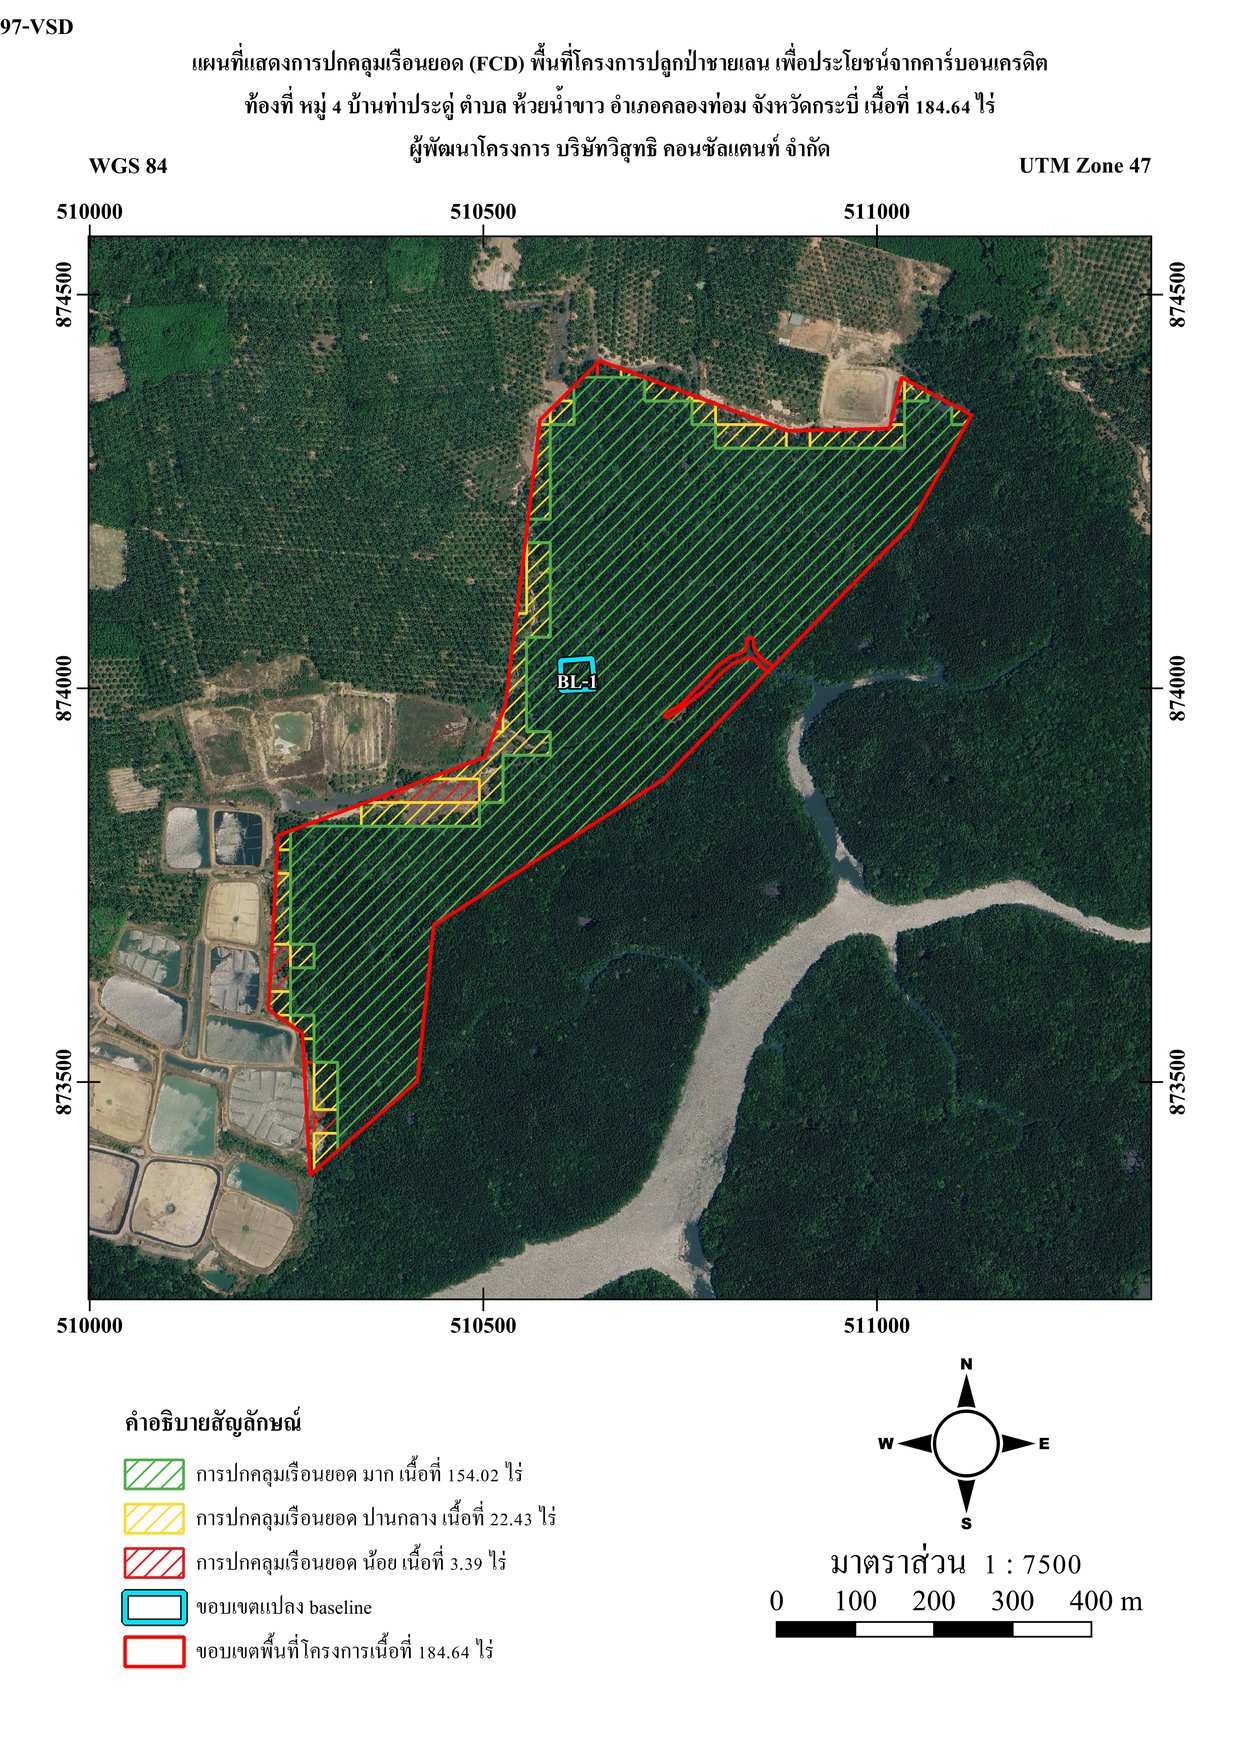 97-VSD
แผนที่แสดงการปกคลุมเรือนยอด (FCD) พื้นที่โครงการปลูกป่าชายเลน เพื่อประโยชน์จากคาร์บอนเครดิต
ท้องที่ หมู่ 4 บ้านท่าประดู่ ตำบล ห้วยน้ำขาว อำเภอคลองท่อม จังหวัดกระบี่ เนื้อที่ 184.64 ไร่
ผู้พัฒนาโครงการ บริษัทวิสุทธิ คอนซัลแตนท์ จำกัด
WGS 84 UTM Zone 47
510000 510500 511000
874500 874500
BL-1
874000 874000
873500 873500
510000 510500 511000
N
W E
S
คำอธิบายสัญลักษณ์
การปกคลุมเรือนยอด มาก เนื้อที่ 154.02 ไร่
การปกคลุมเรือนยอด ปานกลาง เนื้อที่ 22.43 ไร่
การปกคลุมเรือนยอด น้อย เนื้อที่ 3.39 ไร่
ขอบเขตแปลง baseline
ขอบเขตพื้นที่โครงการเนื้อที่ 184.64 ไร่
มาตราส่วน 1 : 7500
0 100 200 300 400 m